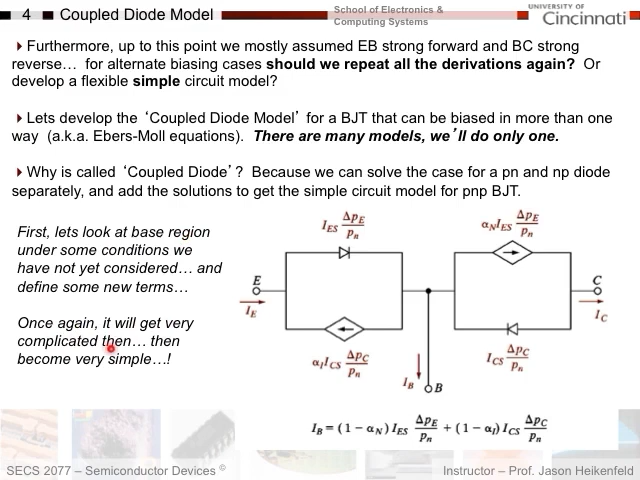 4 Coupled Diode Model
School of Electronics &
Computing Systems
UNIVERSITY OF
Cincinnati
Furthermore, up to this point we mostly assumed EB strong forward and BC strong
reverse… for alternate biasing cases should we repeat all the derivations again? Or
develop a flexible simple circuit model?
Lets develop the ‘Coupled Diode Model’ for a BJT that can be biased in more than one
way (a.k.a. Ebers-Moll equations). There are many models, we’ll do only one.
Why is called ‘Coupled Diode’? Because we can solve the case for a pn and np diode
separately, and add the solutions to get the simple circuit model for pnp BJT.
First, lets look at base region
under some conditions we
have not yet considered… and
define some new terms…
Once again, it will get very
complicated then… then
become very simple…!
I_ES Δp_E/p_n
α_N I_ES Δp_E/p_n
E
C
I_E
I_C
α_I I_CS Δp_C/p_n
I_CS Δp_C/p_n
I_B
B
I_B = (1 − α_N) I_ES Δp_E/p_n + (1 − α_I) I_CS Δp_C/p_n
SECS 2077 – Semiconductor Devices ©
Instructor – Prof. Jason Heikenfeld